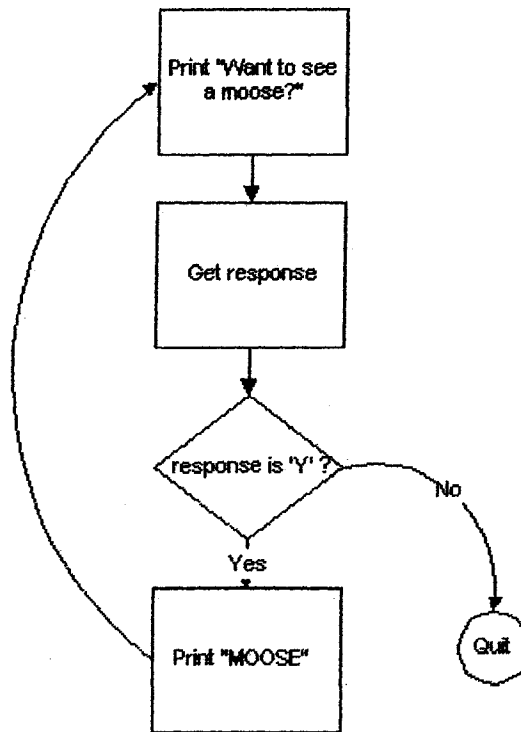 Print "Want to see
a moose?"
Get response
response is 'Y' ?
No
Yes
Print "MOOSE"
Quit